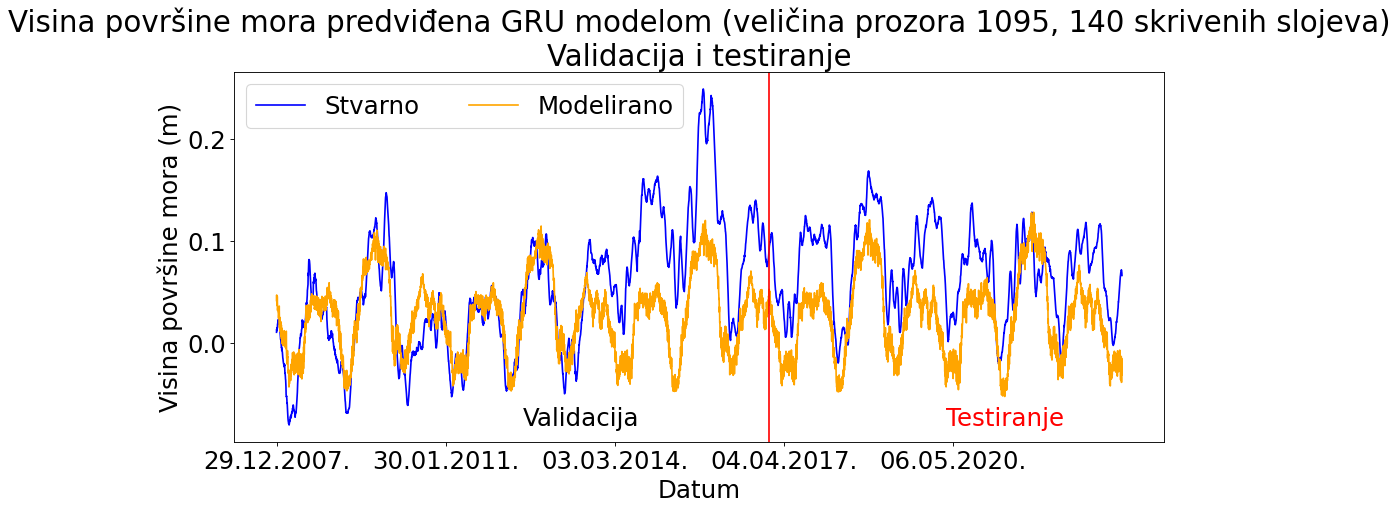 Visina površine mora predviđena GRU modelom (veličina prozora 1095, 140 skrivenih slojeva)
Validacija i testiranje
Stvarno
Modelirano
Visina površine mora (m)
0.2
0.1
0.0
Validacija
Testiranje
29.12.2007.
30.01.2011.
03.03.2014.
04.04.2017.
06.05.2020.
Datum